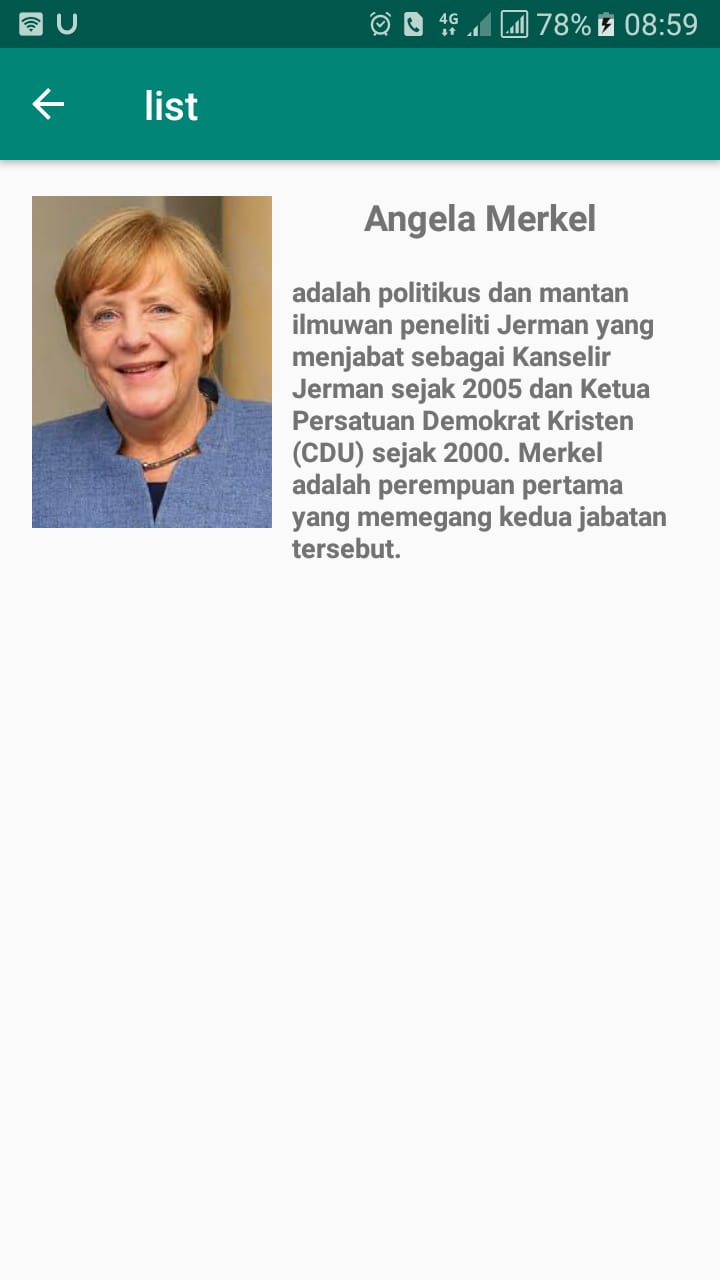 4G 78% 08:59
list
Angela Merkel
adalah politikus dan mantan
ilmuwan peneliti Jerman yang
menjabat sebagai Kanselir
Jerman sejak 2005 dan Ketua
Persatuan Demokrat Kristen
(CDU) sejak 2000. Merkel
adalah perempuan pertama
yang memegang kedua jabatan
tersebut.